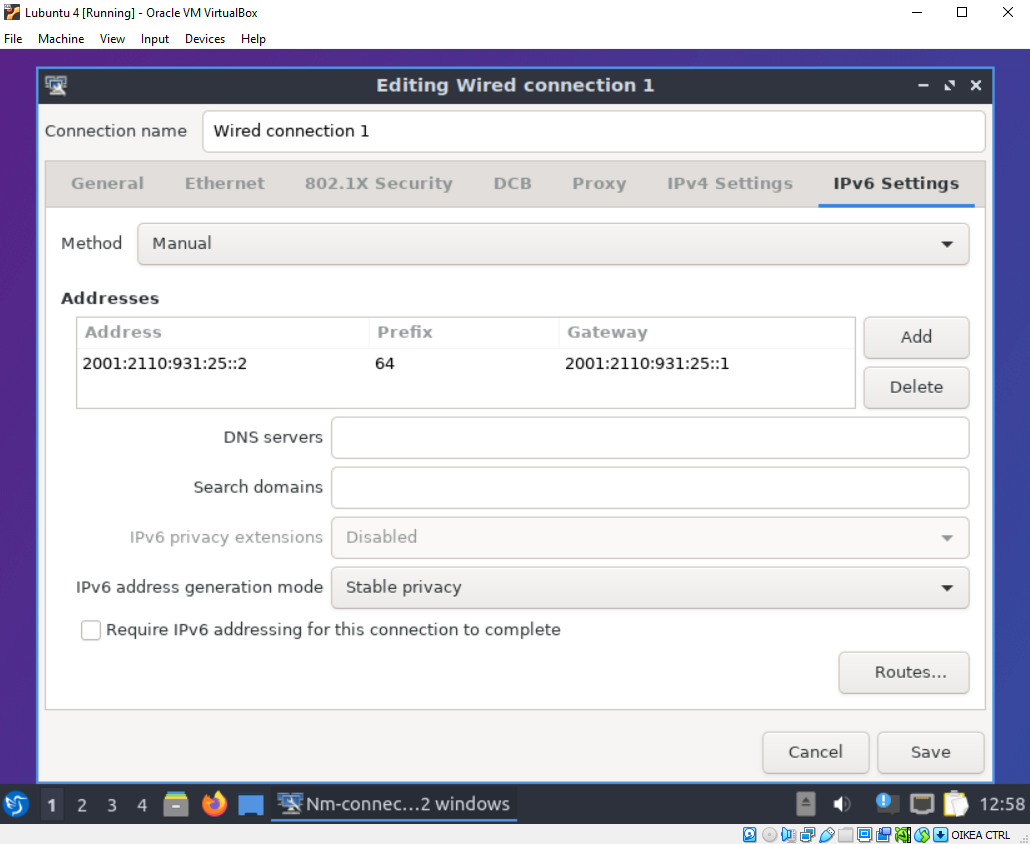 Lubuntu 4 [Running] - Oracle VM VirtualBox
File Machine View Input Devices Help
Editing Wired connection 1
Connection name Wired connection 1
General Ethernet 802.1X Security DCB Proxy IPv4 Settings IPv6 Settings
Method Manual
Addresses
Address Prefix Gateway
2001:2110:931:25::2 64 2001:2110:931:25::1
Add
Delete
DNS servers
Search domains
IPv6 privacy extensions Disabled
IPv6 address generation mode Stable privacy
Require IPv6 addressing for this connection to complete
Routes...
Cancel Save
1 2 3 4 Nm-connec...2 windows 12:58
OIKEA CTRL